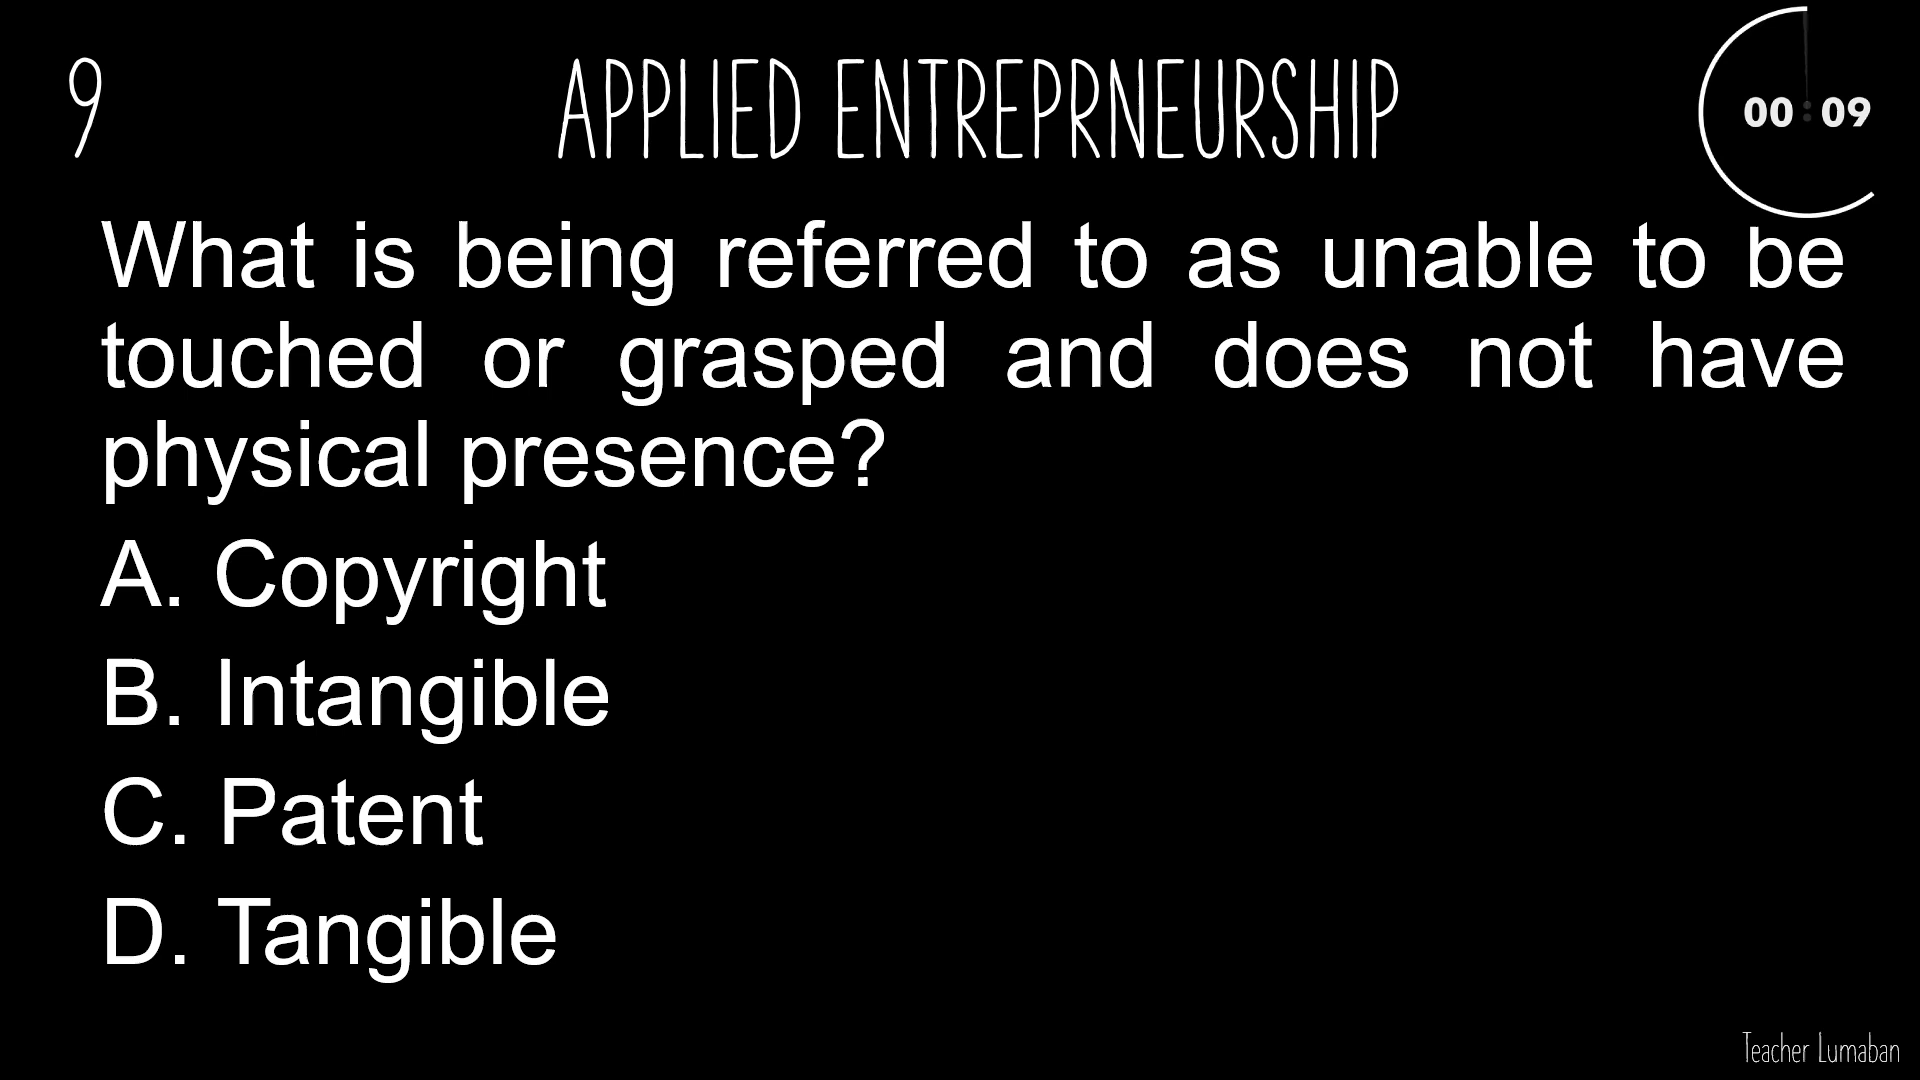 9
APPLIED ENTREPRNEURSHIP
00:09
What is being referred to as unable to be
touched or grasped and does not have
physical presence?
A. Copyright
B. Intangible
C. Patent
D. Tangible
Teacher Lumaban